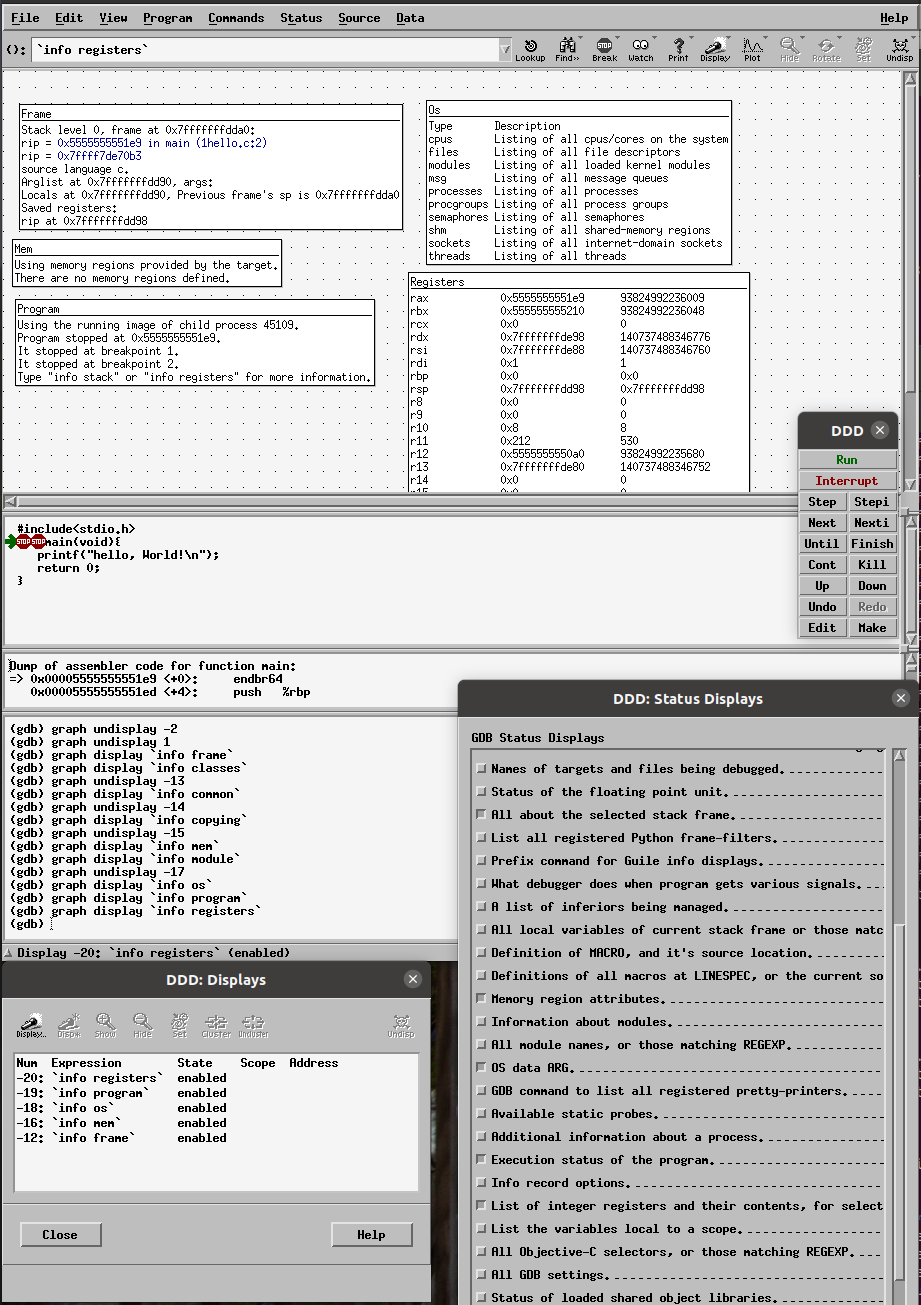 File Edit View Program Commands Status Source Data Help
(): `info registers`
Lookup Find>> Break Watch Print Display Plot Hide Rotate Set Undisp
Frame
Stack level 0, frame at 0x7fffffffdda0:
rip = 0x5555555551e9 in main (1hello.c:2)
rip = 0x7ffff7de70b3
source language c.
Arglist at 0x7fffffffdd90, args:
Locals at 0x7fffffffdd90, Previous frame's sp is 0x7fffffffdda0
Saved registers:
rip at 0x7fffffffdd98
Os
Type Description
cpus Listing of all cpus/cores on the system
files Listing of all file descriptors
modules Listing of all loaded kernel modules
msg Listing of all message queues
processes Listing of all processes
procgroups Listing of all process groups
semaphores Listing of all semaphores
shm Listing of all shared-memory regions
sockets Listing of all internet-domain sockets
threads Listing of all threads
Mem
Using memory regions provided by the target.
There are no memory regions defined.
Program
Using the running image of child process 45109.
Program stopped at 0x5555555551e9.
It stopped at breakpoint 1.
It stopped at breakpoint 2.
Type "info stack" or "info registers" for more information.
Registers
rax 0x5555555551e9 93824992236009
rbx 0x555555555210 93824992236048
rcx 0x0 0
rdx 0x7fffffffde98 140737488346776
rsi 0x7fffffffde88 140737488346760
rdi 0x1 1
rbp 0x0 0x0
rsp 0x7fffffffdd98 0x7fffffffdd98
r8 0x0 0
r9 0x0 0
r10 0x8 8
r11 0x212 530
r12 0x5555555550a0 93824992235680
r13 0x7fffffffde80 140737488346752
r14 0x0 0
DDD
Run
Interrupt
Step Stepi
Next Nexti
Until Finish
Cont Kill
Up Down
Undo Redo
Edit Make
#include<stdio.h>
STOP STOP main(void){
printf("hello, World!\n");
return 0;
}
Dump of assembler code for function main:
=> 0x00005555555551e9 <+0>: endbr64
0x00005555555551ed <+4>: push %rbp
(gdb) graph undisplay -2
(gdb) graph undisplay 1
(gdb) graph display `info frame`
(gdb) graph display `info classes`
(gdb) graph undisplay -13
(gdb) graph display `info common`
(gdb) graph undisplay -14
(gdb) graph display `info copying`
(gdb) graph undisplay -15
(gdb) graph display `info mem`
(gdb) graph display `info module`
(gdb) graph undisplay -17
(gdb) graph display `info os`
(gdb) graph display `info program`
(gdb) graph display `info registers`
(gdb)
Display -20: `info registers` (enabled)
DDD: Displays
Display.. Disp* Show Hide Set Cluster Uncluster Undisp
Num Expression State Scope Address
-20: `info registers` enabled
-19: `info program` enabled
-18: `info os` enabled
-16: `info mem` enabled
-12: `info frame` enabled
Close Help
DDD: Status Displays
GDB Status Displays
Names of targets and files being debugged.
Status of the floating point unit.
All about the selected stack frame.
List all registered Python frame-filters.
Prefix command for Guile info displays.
What debugger does when program gets various signals.
A list of inferiors being managed.
All local variables of current stack frame or those matc
Definition of MACRO, and it's source location.
Definitions of all macros at LINESPEC, or the current so
Memory region attributes.
Information about modules.
All module names, or those matching REGEXP.
OS data ARG.
GDB command to list all registered pretty-printers.
Available static probes.
Additional information about a process.
Execution status of the program.
Info record options.
List of integer registers and their contents, for select
List the variables local to a scope.
All Objective-C selectors, or those matching REGEXP.
All GDB settings.
Status of loaded shared object libraries.